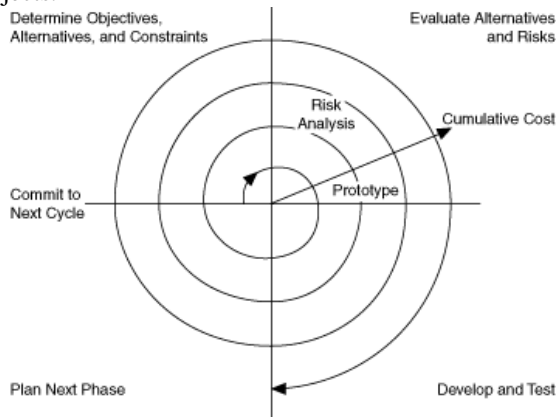 Determine Objectives,
Alternatives, and Constraints
Evaluate Alternatives
and Risks
Risk
Analysis
Cumulative Cost
Prototype
Commit to
Next Cycle
Plan Next Phase
Develop and Test